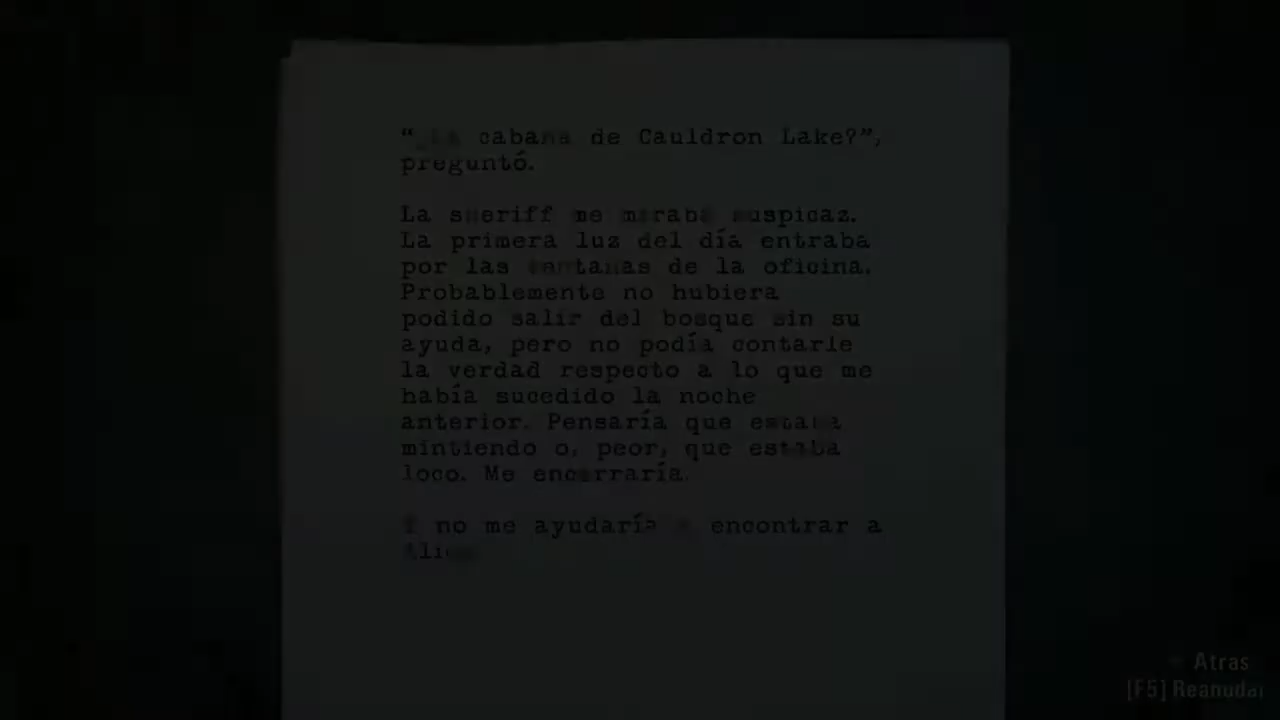 "¿La cabaña de Cauldron Lake?",
preguntó.
La sheriff me miraba suspicaz.
La primera luz del día entraba
por las ventanas de la oficina.
Probablemente no hubiera
podido salir del bosque sin su
ayuda, pero no podía contarle
la verdad respecto a lo que me
había sucedido la noche
anterior. Pensaría que estaba
mintiendo o, peor, que estaba
loco. Me encerraría.
Y no me ayudaría a encontrar a
Alice
Atras
[F5] Reanudar